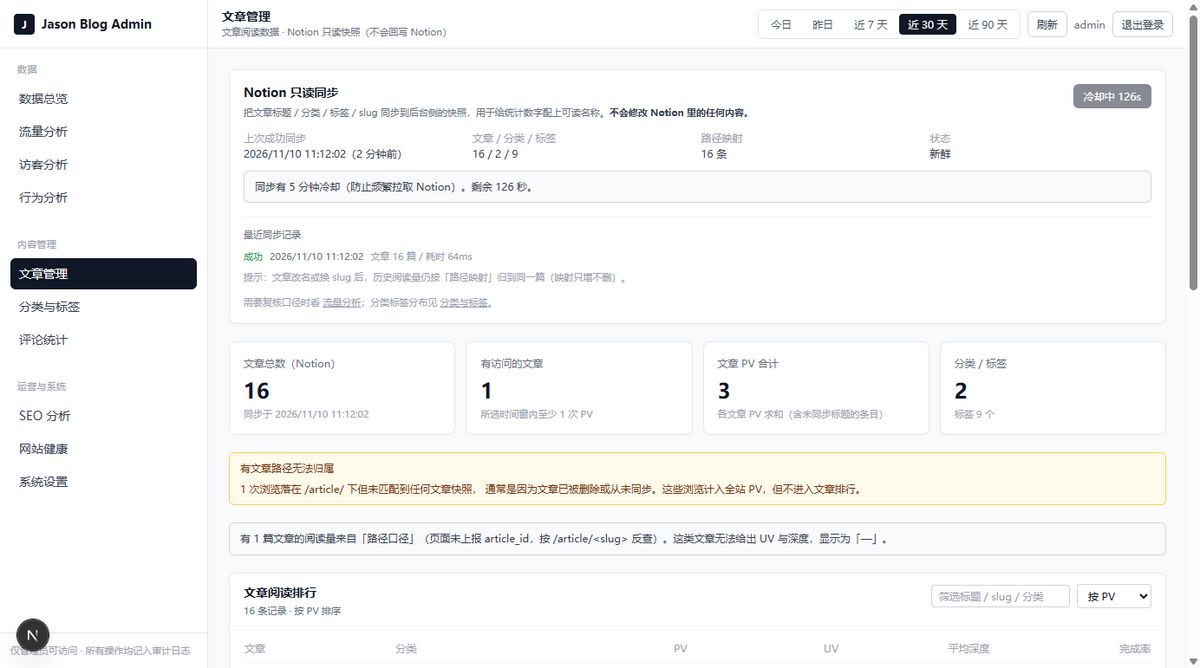 J Jason Blog Admin
数据
数据总览
流量分析
访客分析
行为分析
内容管理
文章管理
分类与标签
评论统计
运营与系统
SEO 分析
网站健康
系统设置
N
仅管理员可访问 · 所有操作均记入审计日志
文章管理
文章阅读数据 · Notion 只读快照（不会回写 Notion）
今日 昨日 近 7 天 近 30 天 近 90 天 刷新 admin 退出登录
Notion 只读同步
冷却中 126s
把文章标题 / 分类 / 标签 / slug 同步到后台侧的快照，用于给统计数字配上可读名称。不会修改 Notion 里的任何内容。
上次成功同步 文章 / 分类 / 标签 路径映射 状态
2026/11/10 11:12:02（2 分钟前） 16 / 2 / 9 16 条 新鲜
同步有 5 分钟冷却（防止频繁拉取 Notion）。剩余 126 秒。
最近同步记录
成功 2026/11/10 11:12:02 文章 16 篇 / 耗时 64ms
提示：文章改名或换 slug 后，历史阅读量仍按「路径映射」归到同一篇（映射只增不删）。
需要复核口径时看 流量分析；分类标签分布见 分类与标签。
文章总数（Notion）
16
同步于 2026/11/10 11:12:02
有访问的文章
1
所选时间窗内至少 1 次 PV
文章 PV 合计
3
各文章 PV 求和（含未同步标题的条目）
分类 / 标签
2
标签 9 个
有文章路径无法归属
1 次浏览落在 /article/ 下但未匹配到任何文章快照， 通常是因为文章已被删除或从未同步。这些浏览计入全站 PV，但不进入文章排行。
有 1 篇文章的阅读量来自「路径口径」（页面未上报 article_id，按 /article/<slug> 反查）。这类文章无法给出 UV 与深度，显示为「—」。
文章阅读排行
16 条记录 · 按 PV 排序
筛选标题 / slug / 分类 按 PV
文章 分类 PV UV 平均深度 完成率